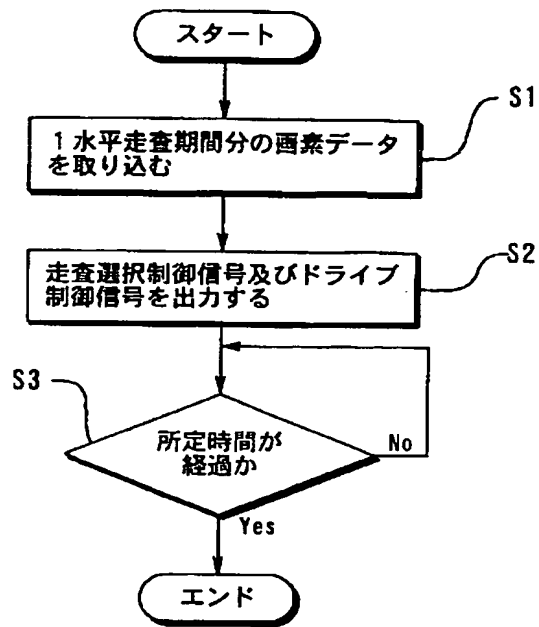 スタート
S1
1水平走査期間分の画素データ
を取り込む
S2
走査選択制御信号及びドライブ
制御信号を出力する
S3
所定時間が
経過か
No
Yes
エンド